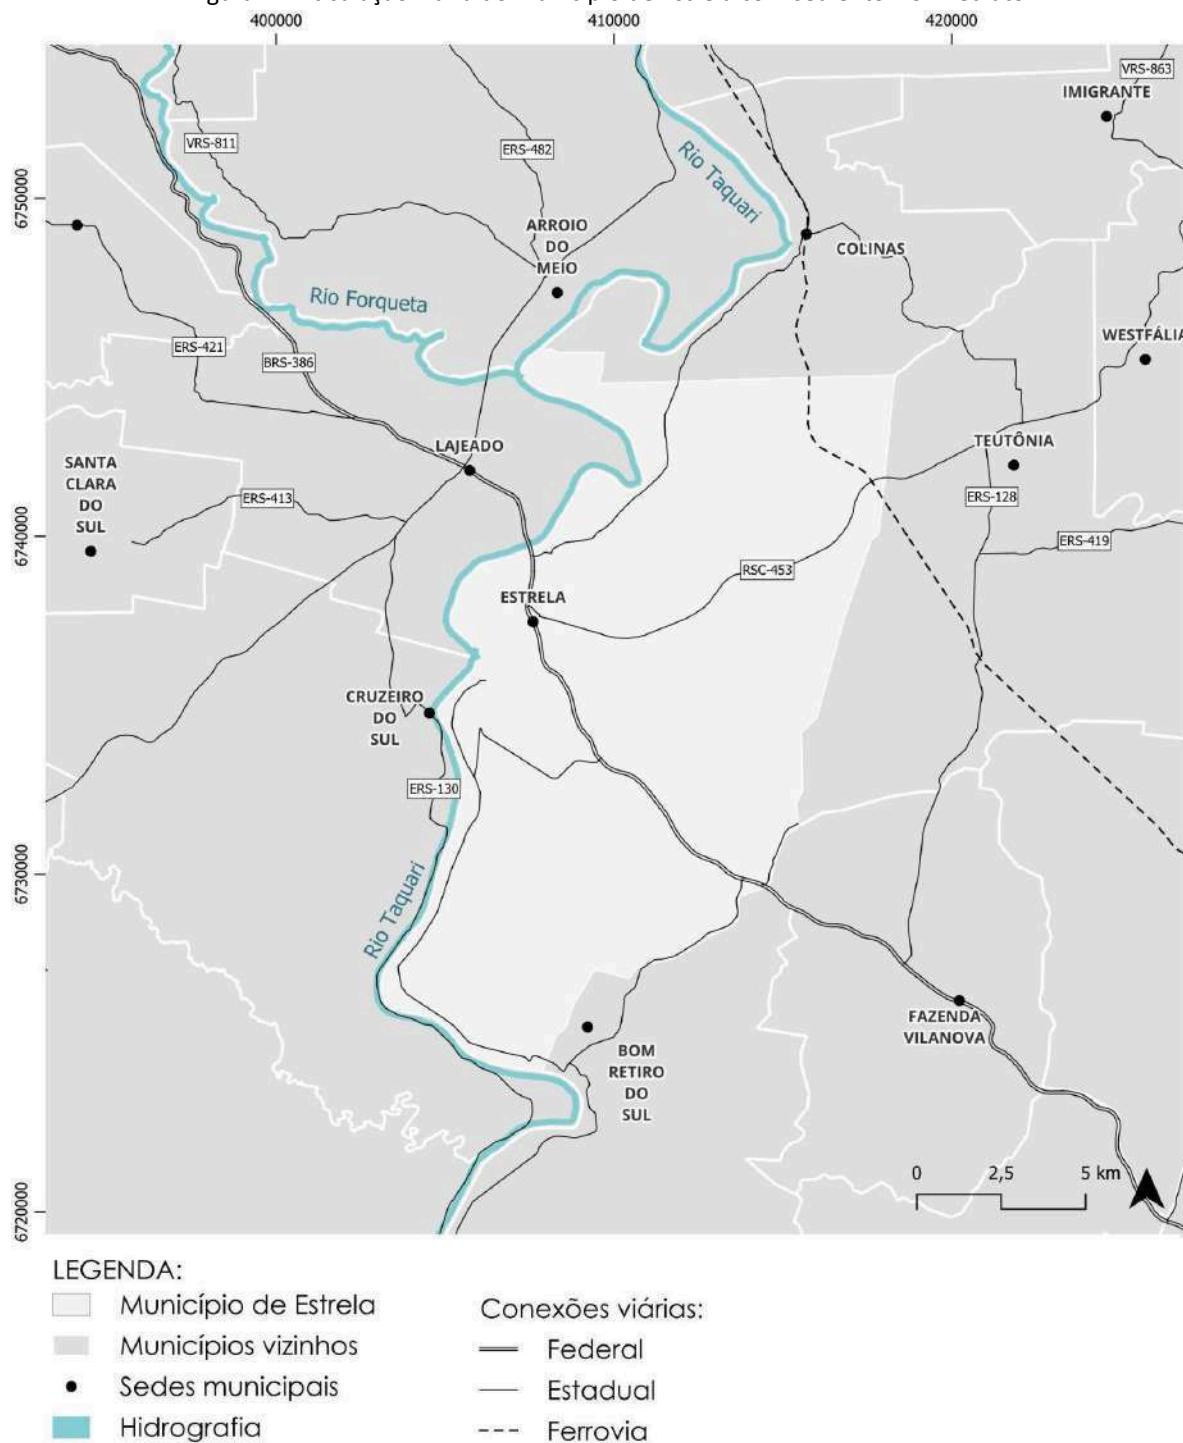 400000
410000
420000
VRS-863
IMIGRANTE
VRS-811
ERS-482
Rio Taquari
6750000
ARROIO
DO
MEIO
COLINAS
Rio Forqueta
WESTFÁLIA
ERS-421
BRS-386
LAJEADO
TEUTÔNIA
SANTA
CLARA
DO
SUL
ERS-413
ERS-128
6740000
ERS-419
RSC-453
ESTRELA
CRUZEIRO
DO
SUL
ERS-130
6730000
Rio Taquari
FAZENDA
VILANOVA
BOM
RETIRO
DO
SUL
0 2,5 5 km
6720000
LEGENDA:
Município de Estrela
Municípios vizinhos
Sedes municipais
Hidrografia
Conexões viárias:
Federal
Estadual
Ferrovia